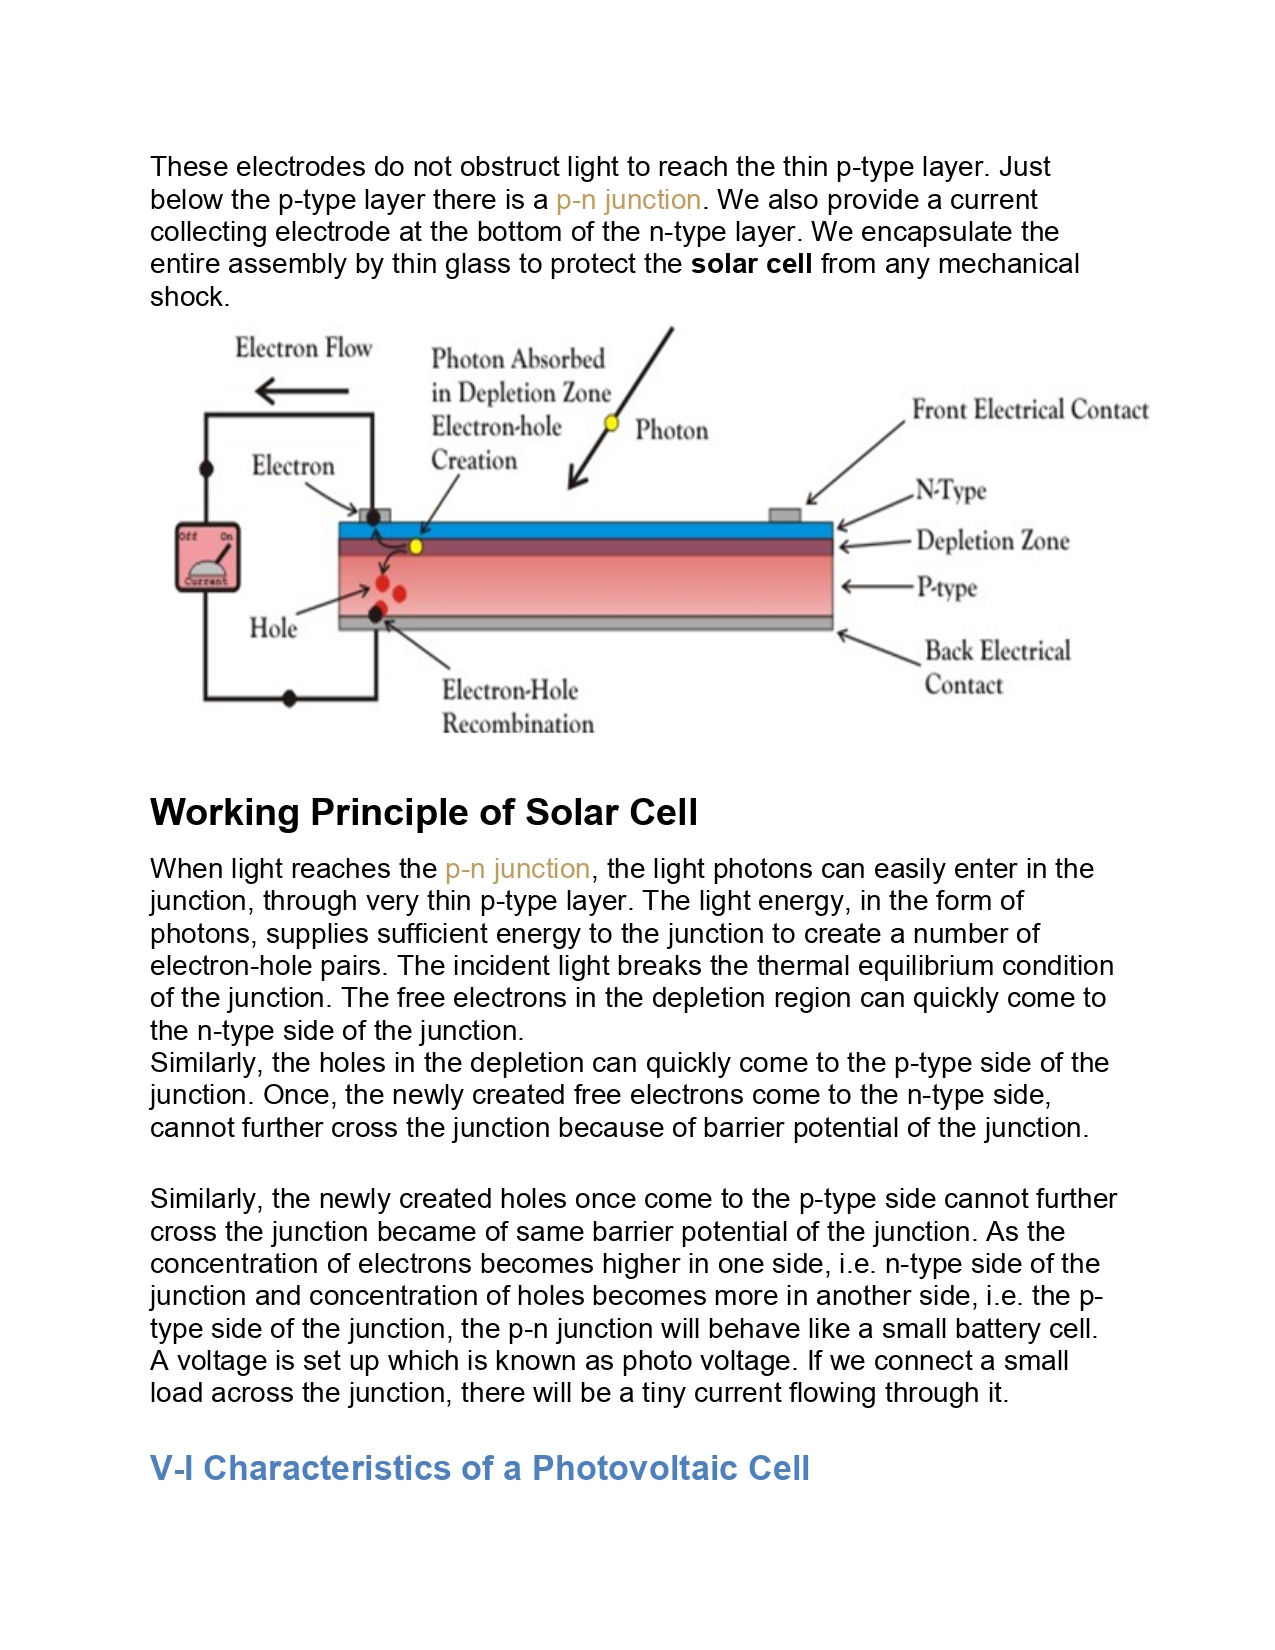 These electrodes do not obstruct light to reach the thin p-type layer. Just
below the p-type layer there is a p-n junction. We also provide a current
collecting electrode at the bottom of the n-type layer. We encapsulate the
entire assembly by thin glass to protect the solar cell from any mechanical
shock.
Electron Flow
Photon Absorbed
in Depletion Zone
Electron-hole
Creation
Photon
Front Electrical Contact
Electron
N-Type
Off On
Current
Depletion Zone
P-type
Hole
Back Electrical
Contact
Electron-Hole
Recombination
Working Principle of Solar Cell
When light reaches the p-n junction, the light photons can easily enter in the
junction, through very thin p-type layer. The light energy, in the form of
photons, supplies sufficient energy to the junction to create a number of
electron-hole pairs. The incident light breaks the thermal equilibrium condition
of the junction. The free electrons in the depletion region can quickly come to
the n-type side of the junction.
Similarly, the holes in the depletion can quickly come to the p-type side of the
junction. Once, the newly created free electrons come to the n-type side,
cannot further cross the junction because of barrier potential of the junction.
Similarly, the newly created holes once come to the p-type side cannot further
cross the junction became of same barrier potential of the junction. As the
concentration of electrons becomes higher in one side, i.e. n-type side of the
junction and concentration of holes becomes more in another side, i.e. the p-
type side of the junction, the p-n junction will behave like a small battery cell.
A voltage is set up which is known as photo voltage. If we connect a small
load across the junction, there will be a tiny current flowing through it.
V-I Characteristics of a Photovoltaic Cell